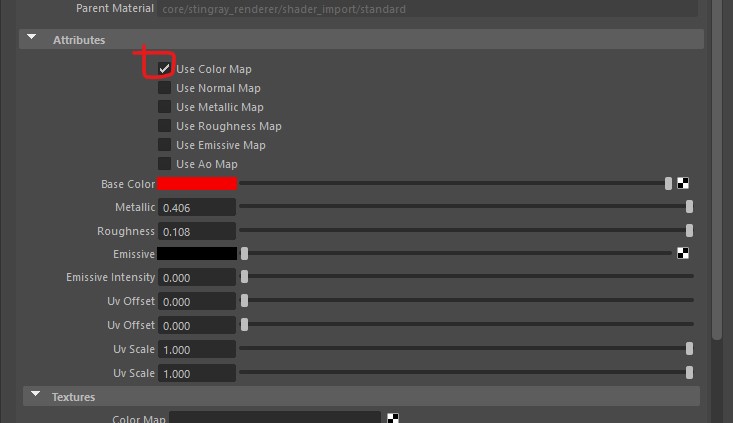 Parent Material core/stingray_renderer/shader_import/standard
Attributes
Use Color Map
Use Normal Map
Use Metallic Map
Use Roughness Map
Use Emissive Map
Use Ao Map
Base Color
Metallic 0.406
Roughness 0.108
Emissive
Emissive Intensity 0.000
Uv Offset 0.000
Uv Offset 0.000
Uv Scale 1.000
Uv Scale 1.000
Textures
Color Map